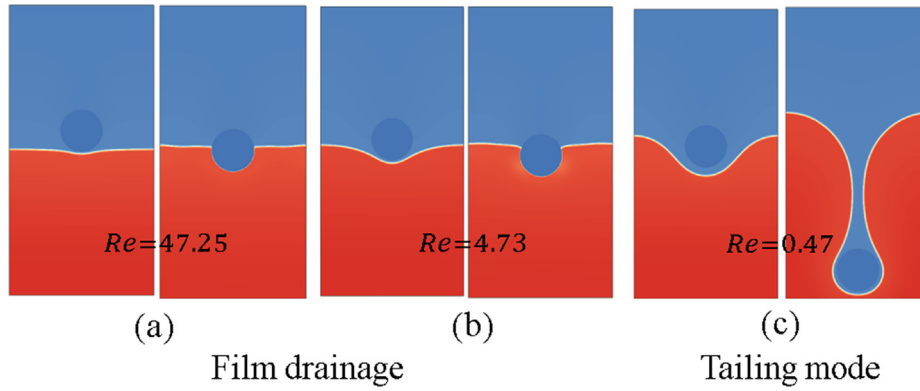 Re=47.25 Re=4.73 Re=0.47
(a) (b) (c)
Film drainage Tailing mode